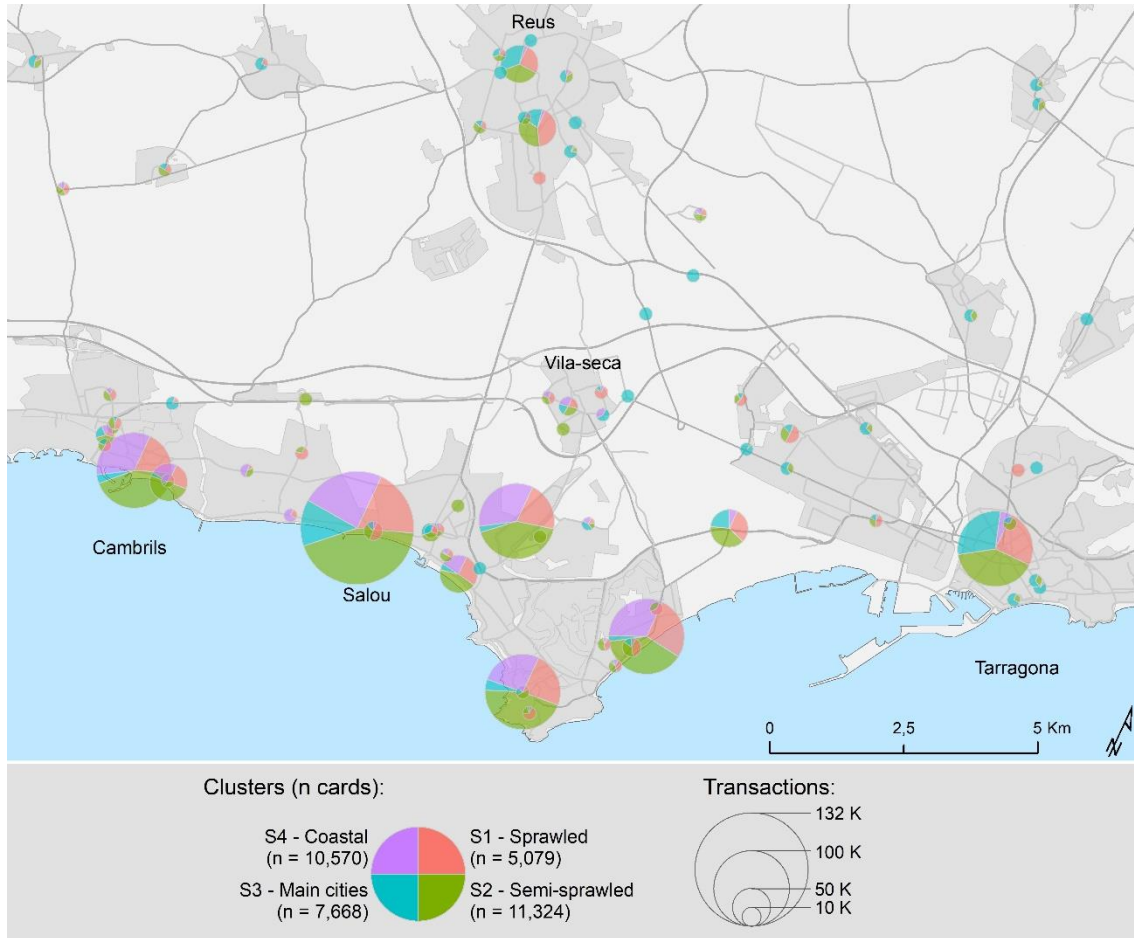 Reus
Vila-seca
Cambrils
Salou
Tarragona
0 2,5 5 Km
N
Clusters (n cards):
S4 - Coastal
(n = 10,570)
S1 - Sprawled
(n = 5,079)
S3 - Main cities
(n = 7,668)
S2 - Semi-sprawled
(n = 11,324)
Transactions:
132 K
100 K
50 K
10 K